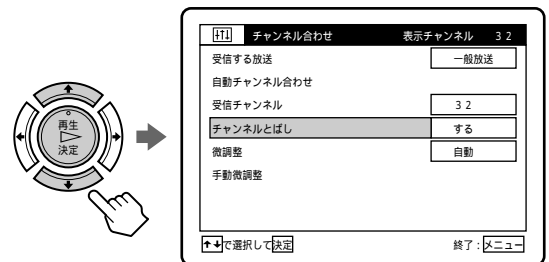 チャンネル合わせ 表示チャンネル 32
受信する放送 一般放送
自動チャンネル合わせ
受信チャンネル 32
チャンネルとばし する
微調整 自動
手動微調整
再生
決定
↑↓で選択して決定 終了：メニュー